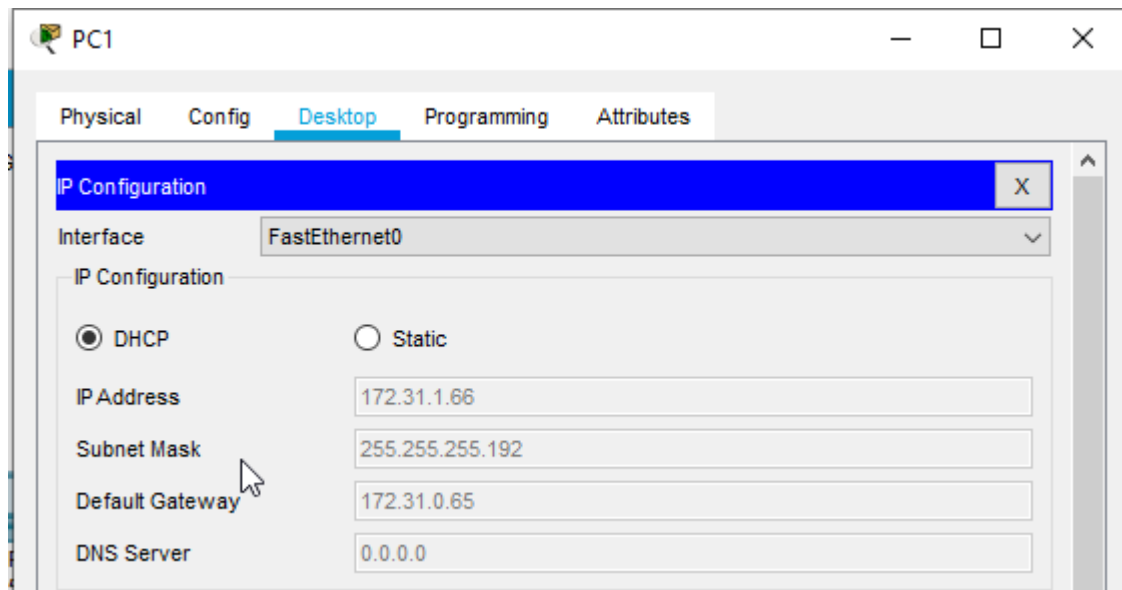 PC1
Physical Config Desktop Programming Attributes
IP Configuration X
Interface FastEthernet0
IP Configuration
DHCP Static
IP Address 172.31.1.66
Subnet Mask 255.255.255.192
Default Gateway 172.31.0.65
DNS Server 0.0.0.0